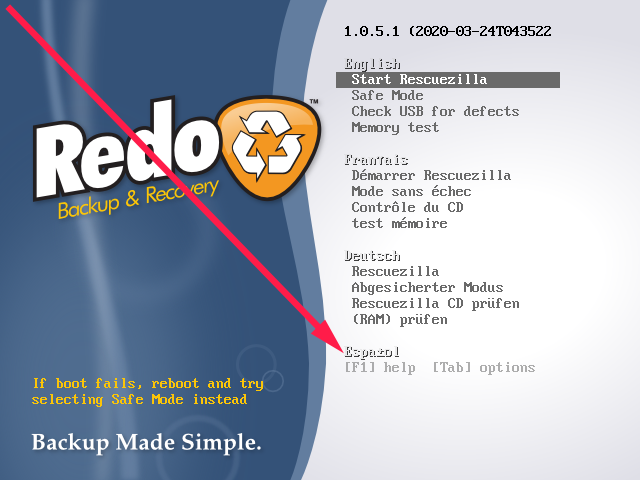 1.0.5.1 (2020-03-24T043522
English
Start Rescuezilla
Safe Mode
Check USB for defects
Memory test
Franтais
Démarrer Rescuezilla
Mode sans échec
Contrôle du CD
test mémoire
Deutsch
Rescuezilla
Abgesicherter Modus
Rescuezilla CD prüfen
(RAM) prüfen
Espaṫol
[F1] help [Tab] options
Redo™
Backup & Recovery
If boot fails, reboot and try
selecting Safe Mode instead
Backup Made Simple.